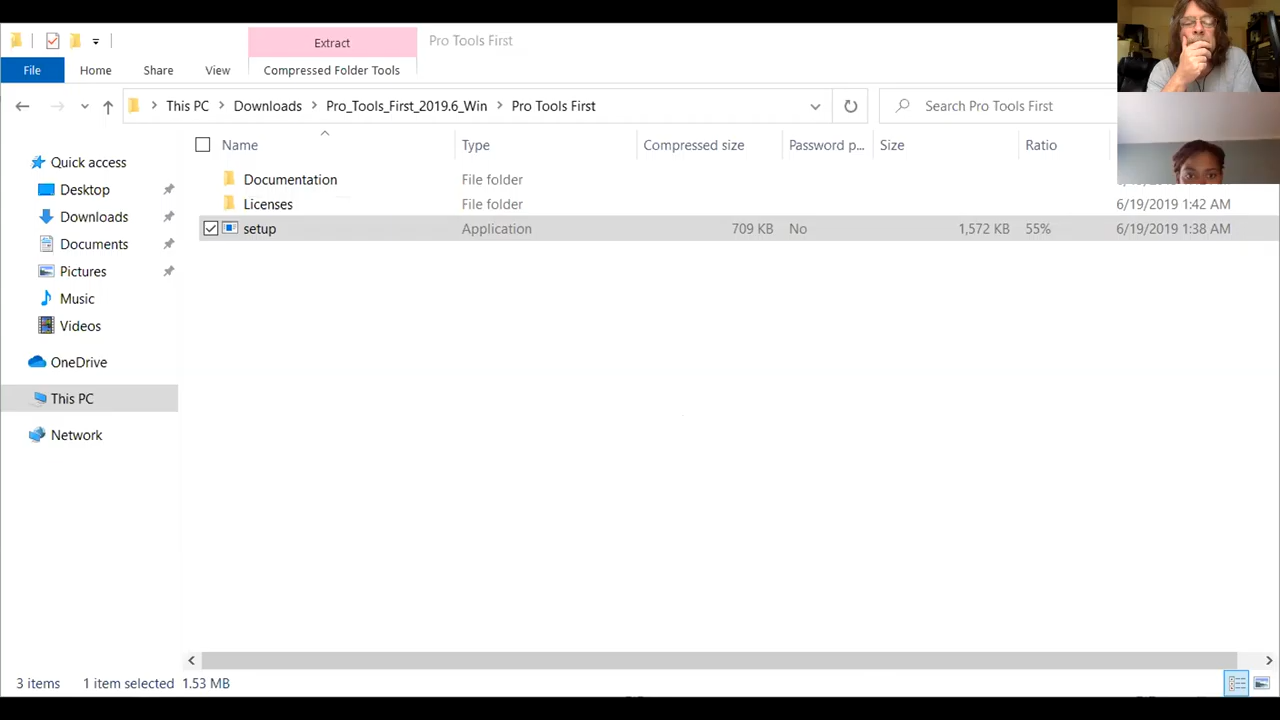 Extract Pro Tools First
File Home Share View Compressed Folder Tools
This PC Downloads Pro_Tools_First_2019.6_Win Pro Tools First Search Pro Tools First
Name Type Compressed size Password p... Size Ratio
Quick access
Desktop
Downloads
Documents
Pictures
Music
Videos
OneDrive
This PC
Network
Documentation File folder
Licenses File folder 6/19/2019 1:42 AM
setup Application 709 KB No 1,572 KB 55% 6/19/2019 1:38 AM
3 items 1 item selected 1.53 MB